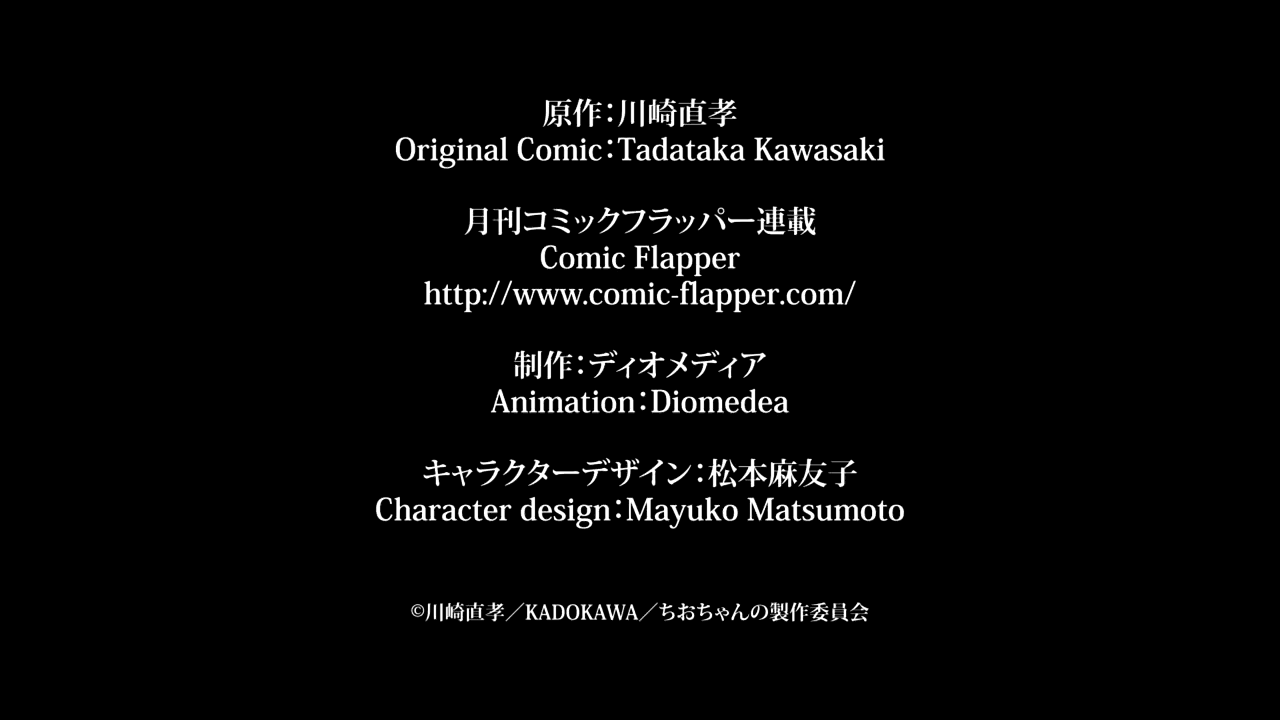 原作：川崎直孝
Original Comic：Tadataka Kawasaki
月刊コミックフラッパー連載
Comic Flapper
http://www.comic-flapper.com/
制作：ディオメディア
Animation：Diomedea
キャラクターデザイン：松本麻友子
Character design：Mayuko Matsumoto
©川崎直孝／KADOKAWA／ちおちゃんの製作委員会